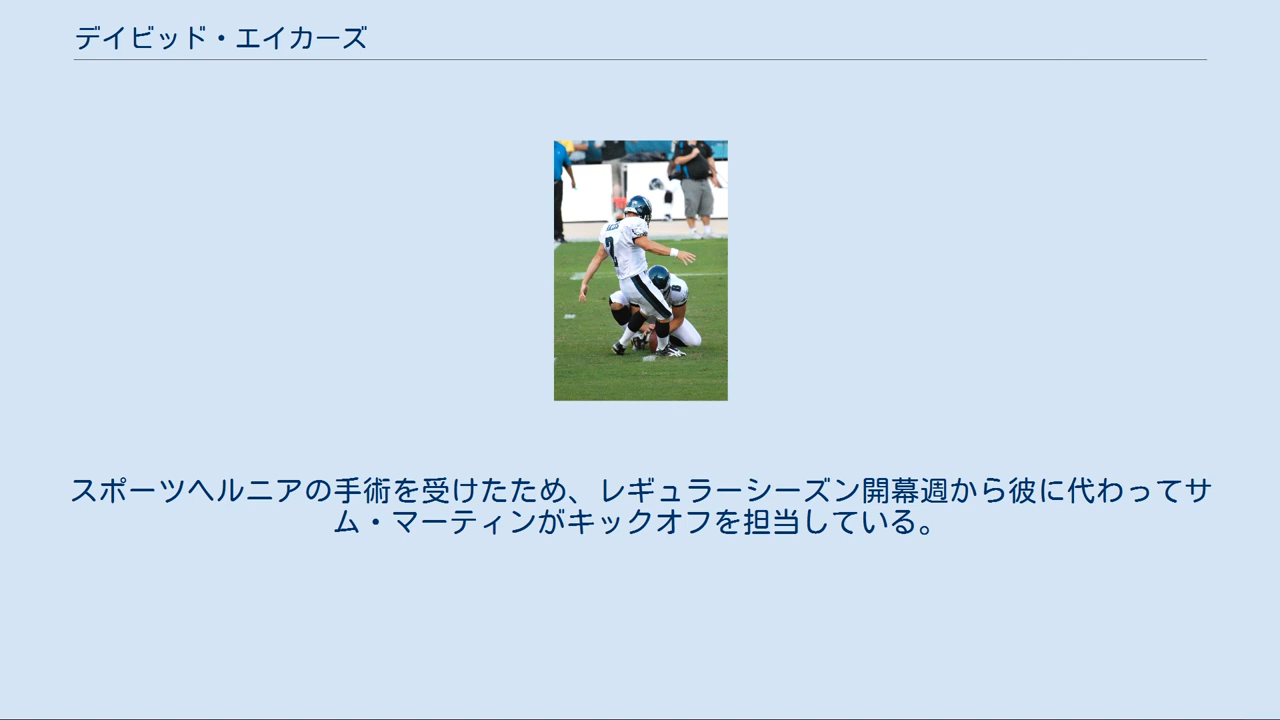 デイビッド・エイカーズ
2
8
スポーツヘルニアの手術を受けたため、レギュラーシーズン開幕週から彼に代わってサ
ム・マーティンがキックオフを担当している。